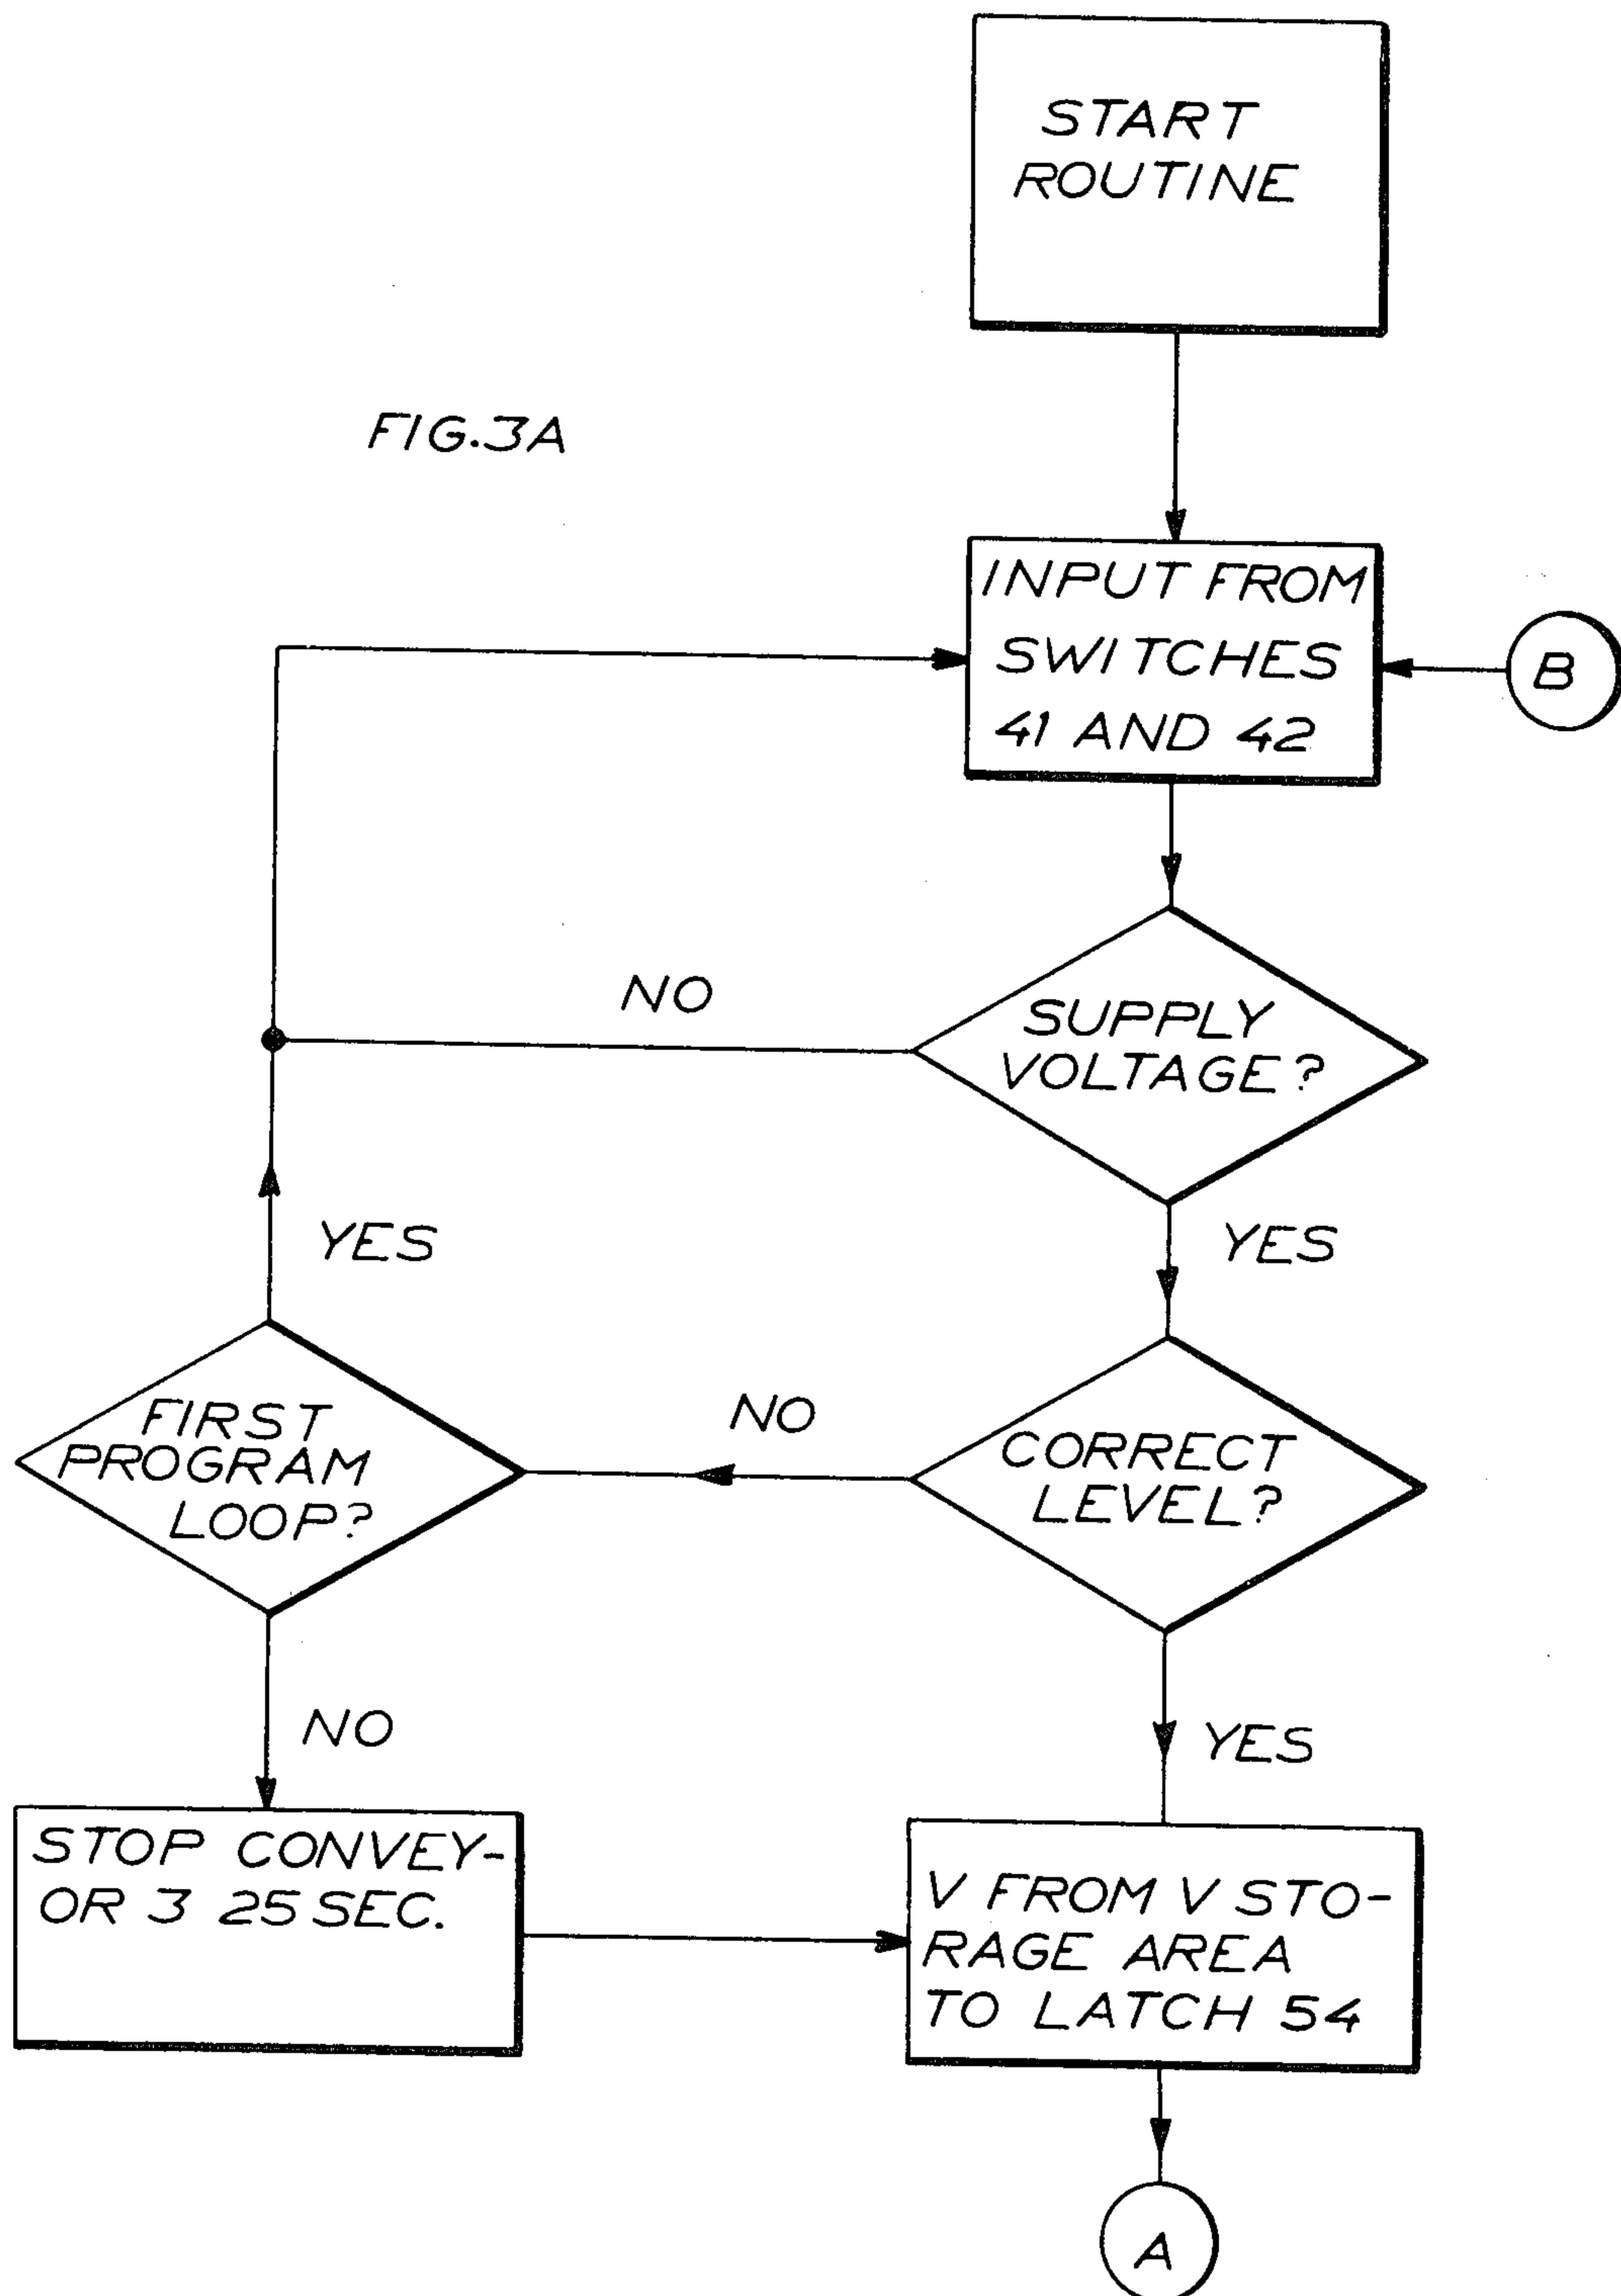 START
ROUTINE
FIG.3A
INPUT FROM
SWITCHES
41 AND 42
B
NO
SUPPLY
VOLTAGE?
YES
YES
FIRST
PROGRAM
LOOP?
NO
CORRECT
LEVEL?
NO
YES
STOP CONVEY-
OR 3 25 SEC.
V FROM V STO-
RAGE AREA
TO LATCH 54
A